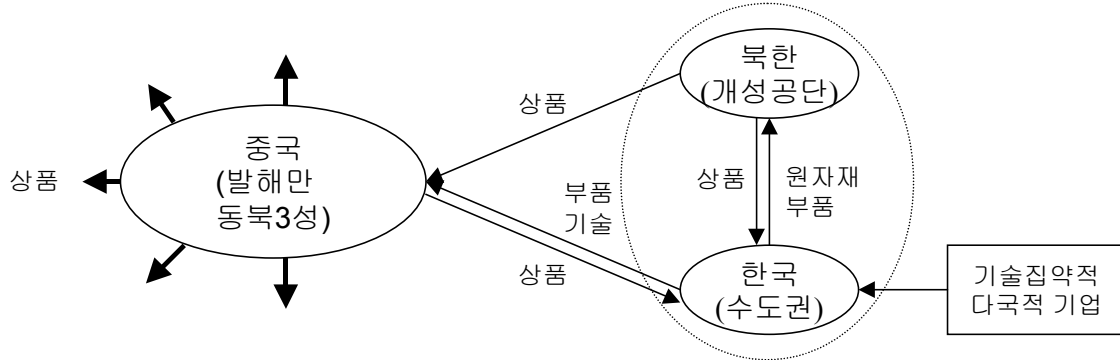 북한
(개성공단)
상품
중국
(발해만
동북3성)
상품
부품
기술
상품
원자재
부품
상품
한국
(수도권)
기술집약적
다국적 기업